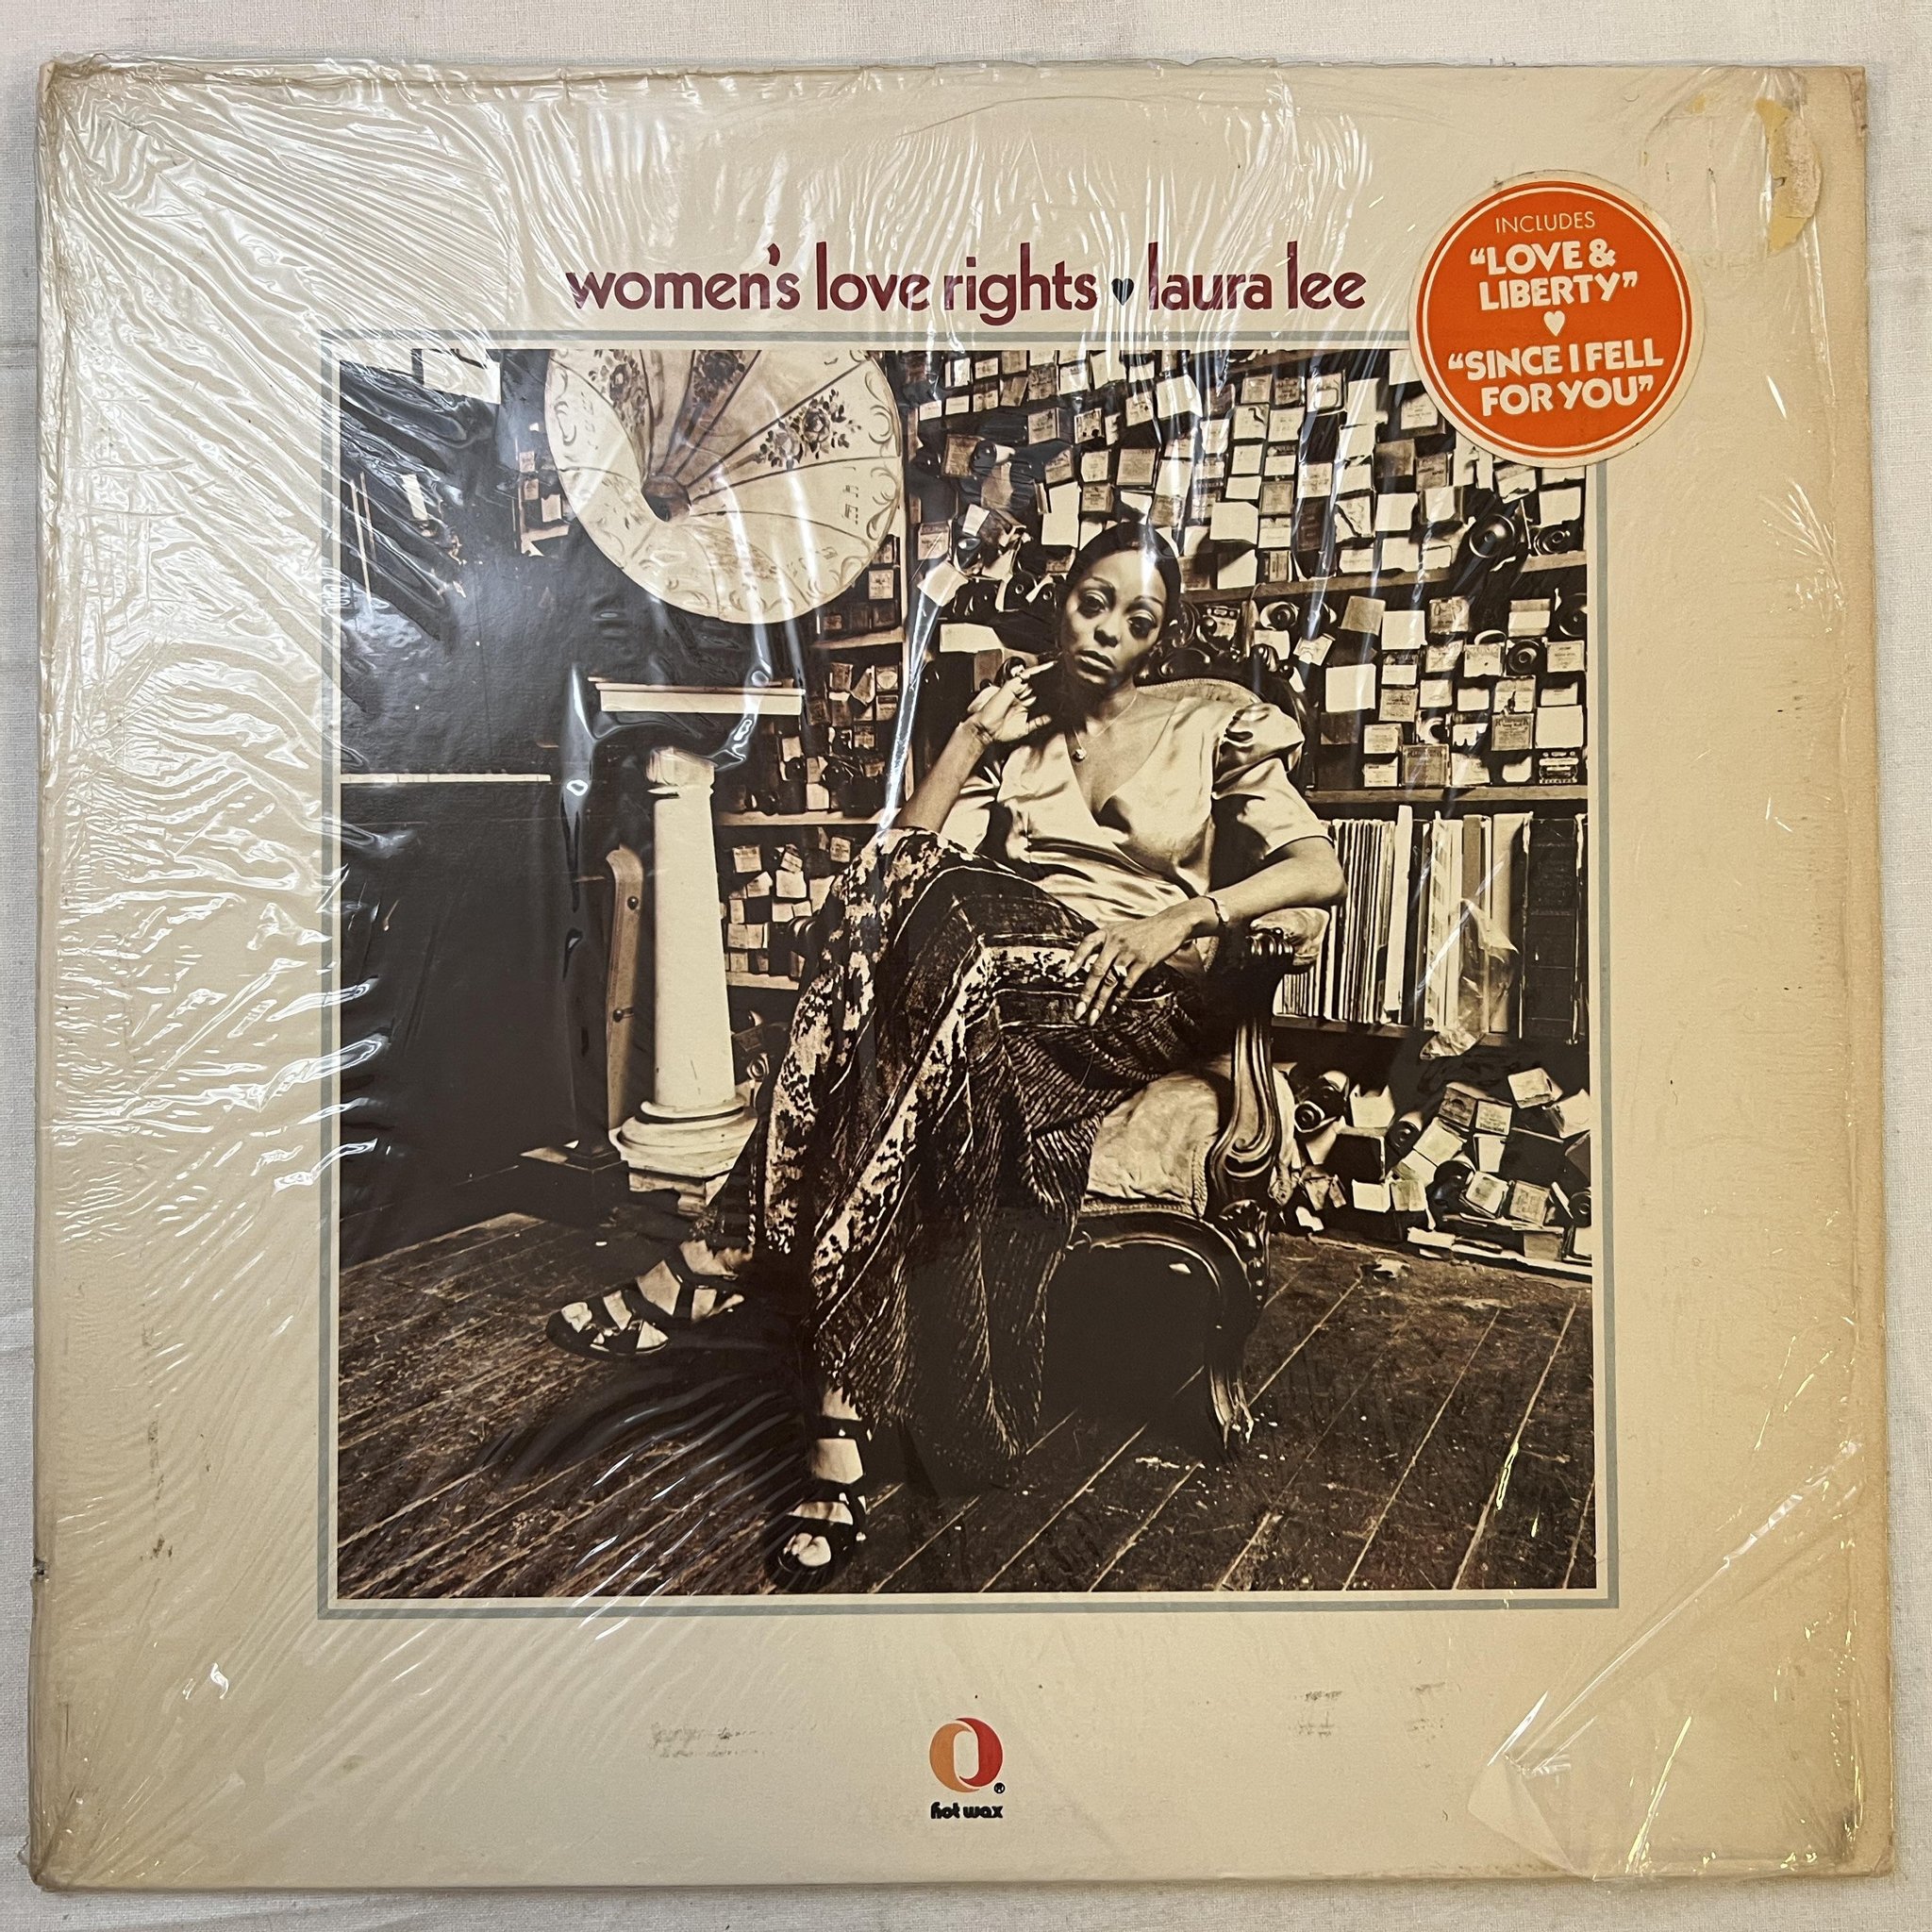 women's love rights ♥ laura lee
INCLUDES
“LOVE &
LIBERTY”
♥
“SINCE I FELL
FOR YOU”
®
hot wax